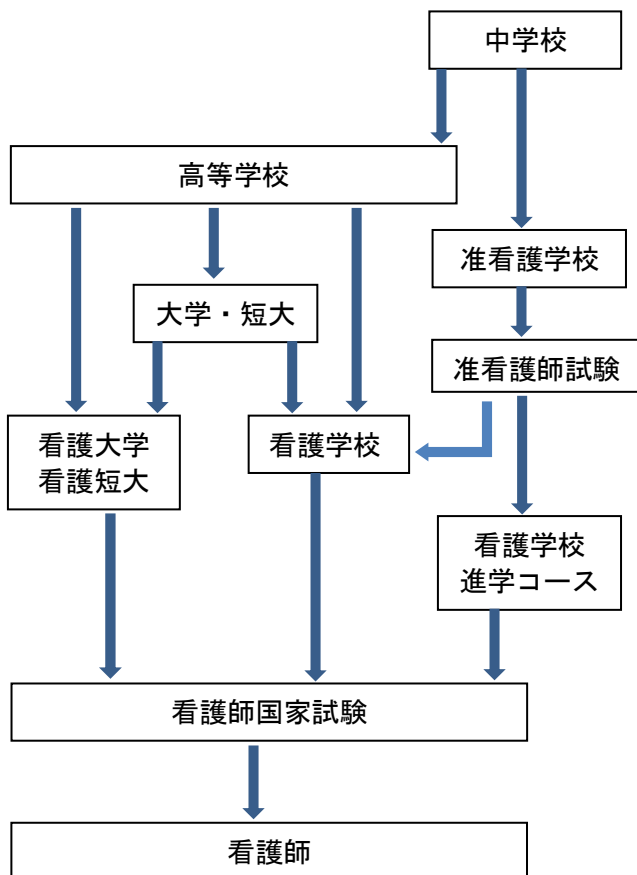 中学校
高等学校
准看護学校
大学・短大
准看護師試験
看護大学
看護短大
看護学校
看護学校
進学コース
看護師国家試験
看護師